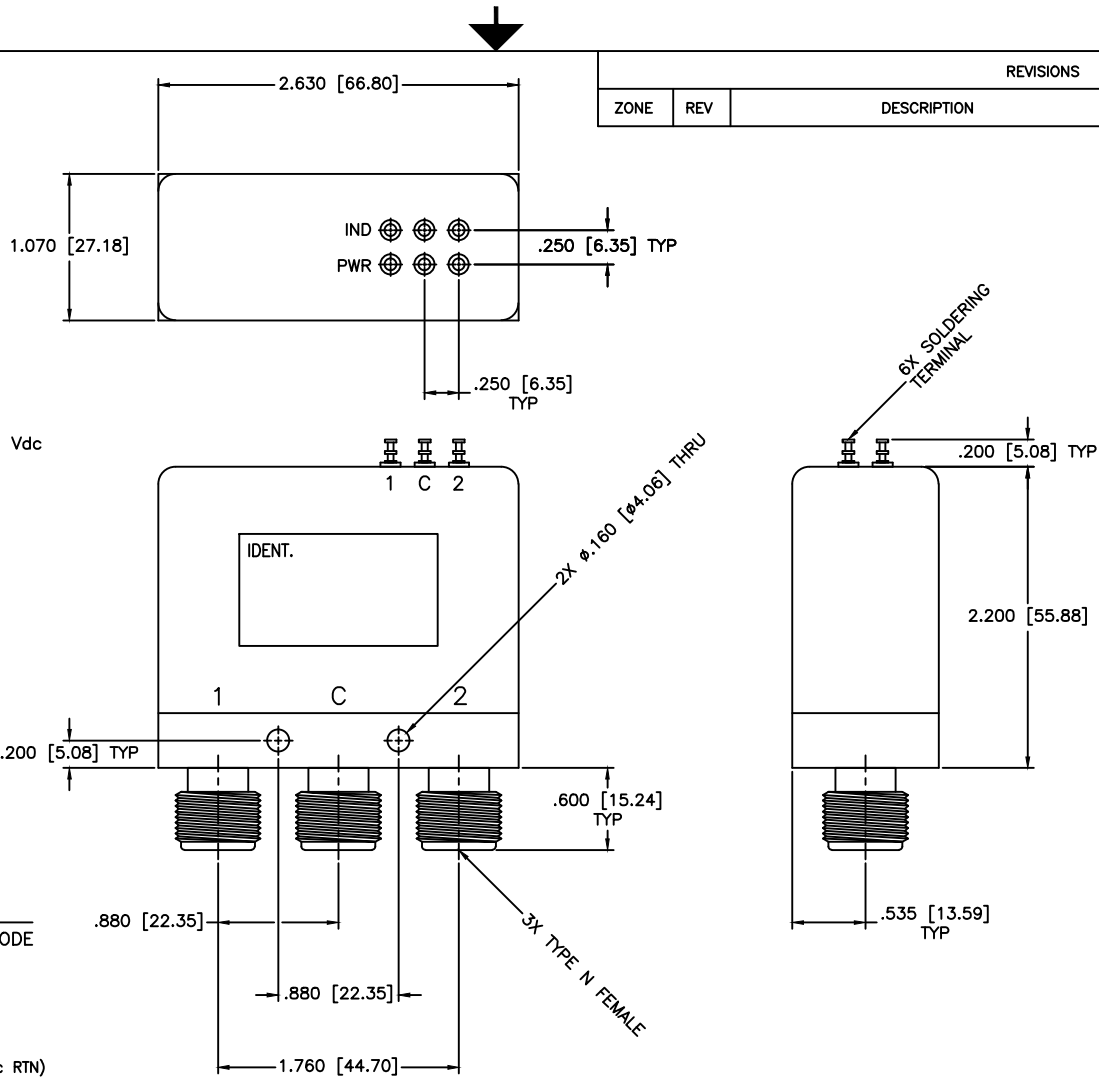 REVISIONS
ZONE REV DESCRIPTION
2.630 [66.80]
1.070 [27.18]
IND
PWR
.250 [6.35] TYP
.250 [6.35]
TYP
6X SOLDERING
TERMINAL
Vdc
.200 [5.08] TYP
1 C 2
2X ø.160 [ø4.06] THRU
IDENT.
2.200 [55.88]
1 C 2
.200 [5.08] TYP
.600 [15.24]
TYP
.880 [22.35]
.535 [13.59]
TYP
ODE
3X TYPE N FEMALE
.880 [22.35]
1.760 [44.70]
RTN)